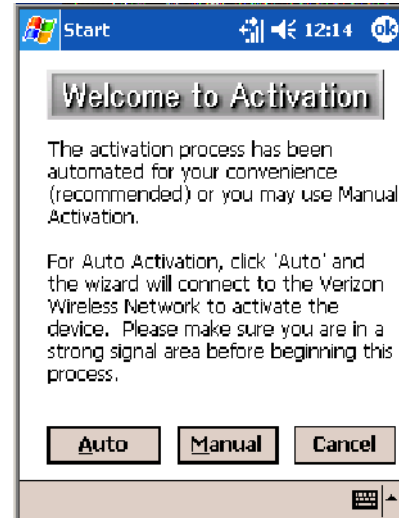 Start 12:14 ok
Welcome to Activation
The activation process has been
automated for your convenience
(recommended) or you may use Manual
Activation.
For Auto Activation, click 'Auto' and
the wizard will connect to the Verizon
Wireless Network to activate the
device. Please make sure you are in a
strong signal area before beginning this
process.
Auto Manual Cancel